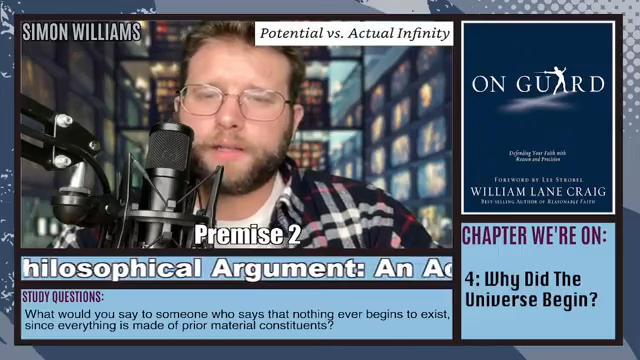 SIMON WILLIAMS
Potential vs. Actual Infinity
ON GUARD
Defending Your Faith with
Reason and Precision
FOREWORD BY LEE STROBEL
WILLIAM LANE CRAIG
BEST-SELLING AUTHOR OF REASONABLE FAITH
Premise 2
hilosophical Argument: An Ac
CHAPTER WE'RE ON:
4: Why Did The
Universe Begin?
STUDY QUESTIONS:
What would you say to someone who says that nothing ever begins to exist,
since everything is made of prior material constituents?